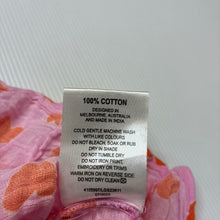 100% COTTON
DESIGNED IN
MELBOURNE, AUSTRALIA
AND MADE IN INDIA
COLD GENTLE MACHINE WASH
WITH LIKE COLOURS
DO NOT BLEACH, SOAK OR RUB
DRY IN SHADE
DO NOT TUMBLE DRY
DO NOT IRON PRINT
EMBROIDERY OR TRIMS
WARM IRON ON REVERSE SIDE
DO NOT DRY CLEAN